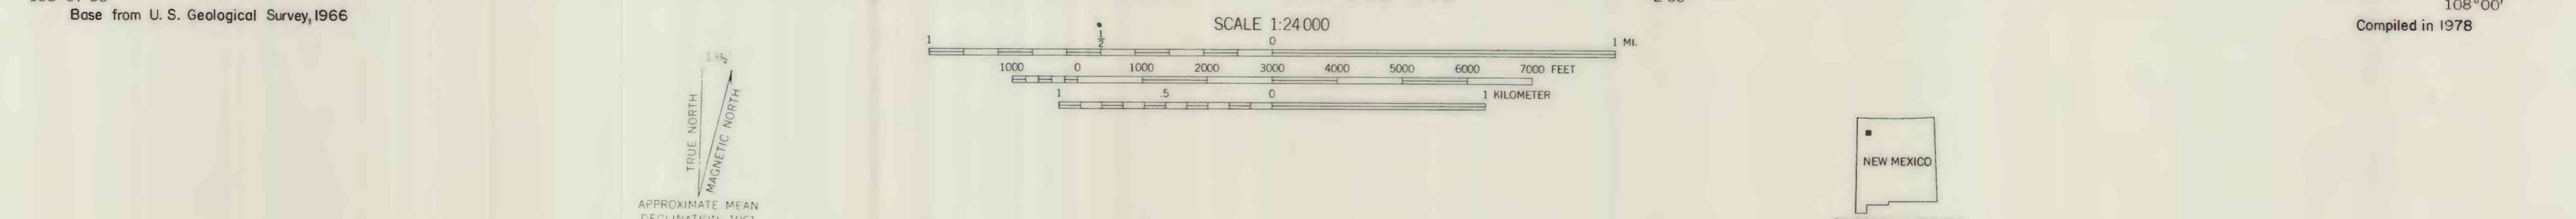 108°00'
Base from U. S. Geological Survey, 1966
Compiled in 1978
SCALE 1:24 000
1 1/2 0 1 MI.
1000 0 1000 2000 3000 4000 5000 6000 7000 FEET
1 .5 0 1 KILOMETER
TRUE NORTH
MAGNETIC NORTH
APPROXIMATE MEAN
NEW MEXICO